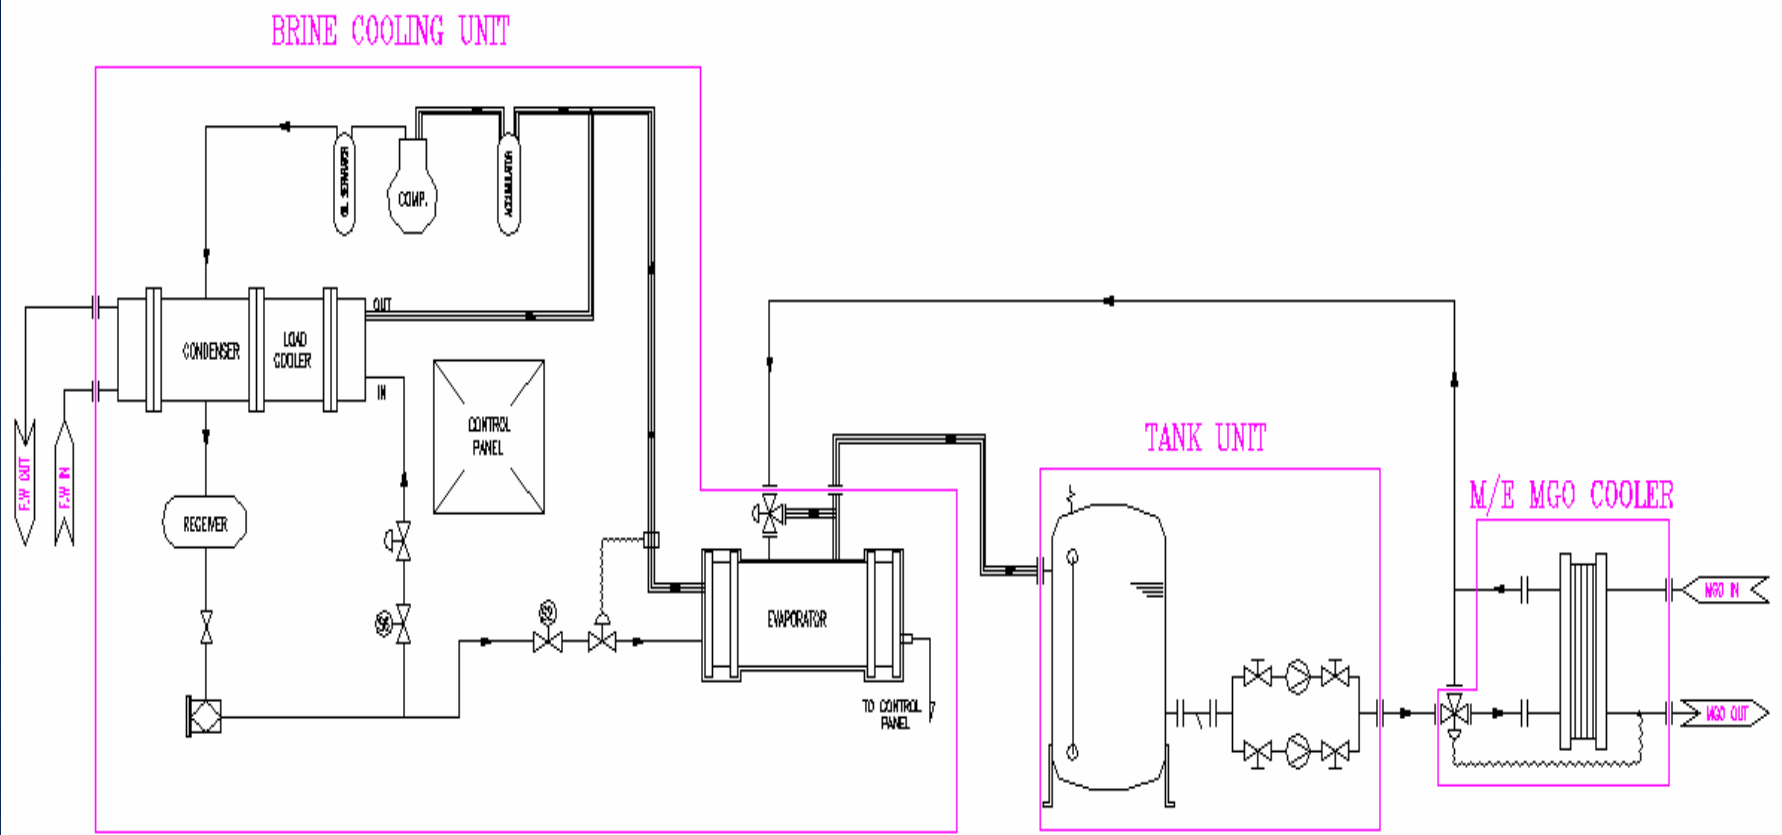 BRINE COOLING UNIT
OIL SEPARATOR
COMP.
ACCUMULATOR
OUT
CONDENSER
LOAD
COOLER
IN
CONTROL
PANEL
TANK UNIT
F.W OUT
F.W IN
M/E MGO COOLER
RECEIVER
MGO IN
EVAPORATOR
TO CONTROL
PANEL
MGO OUT